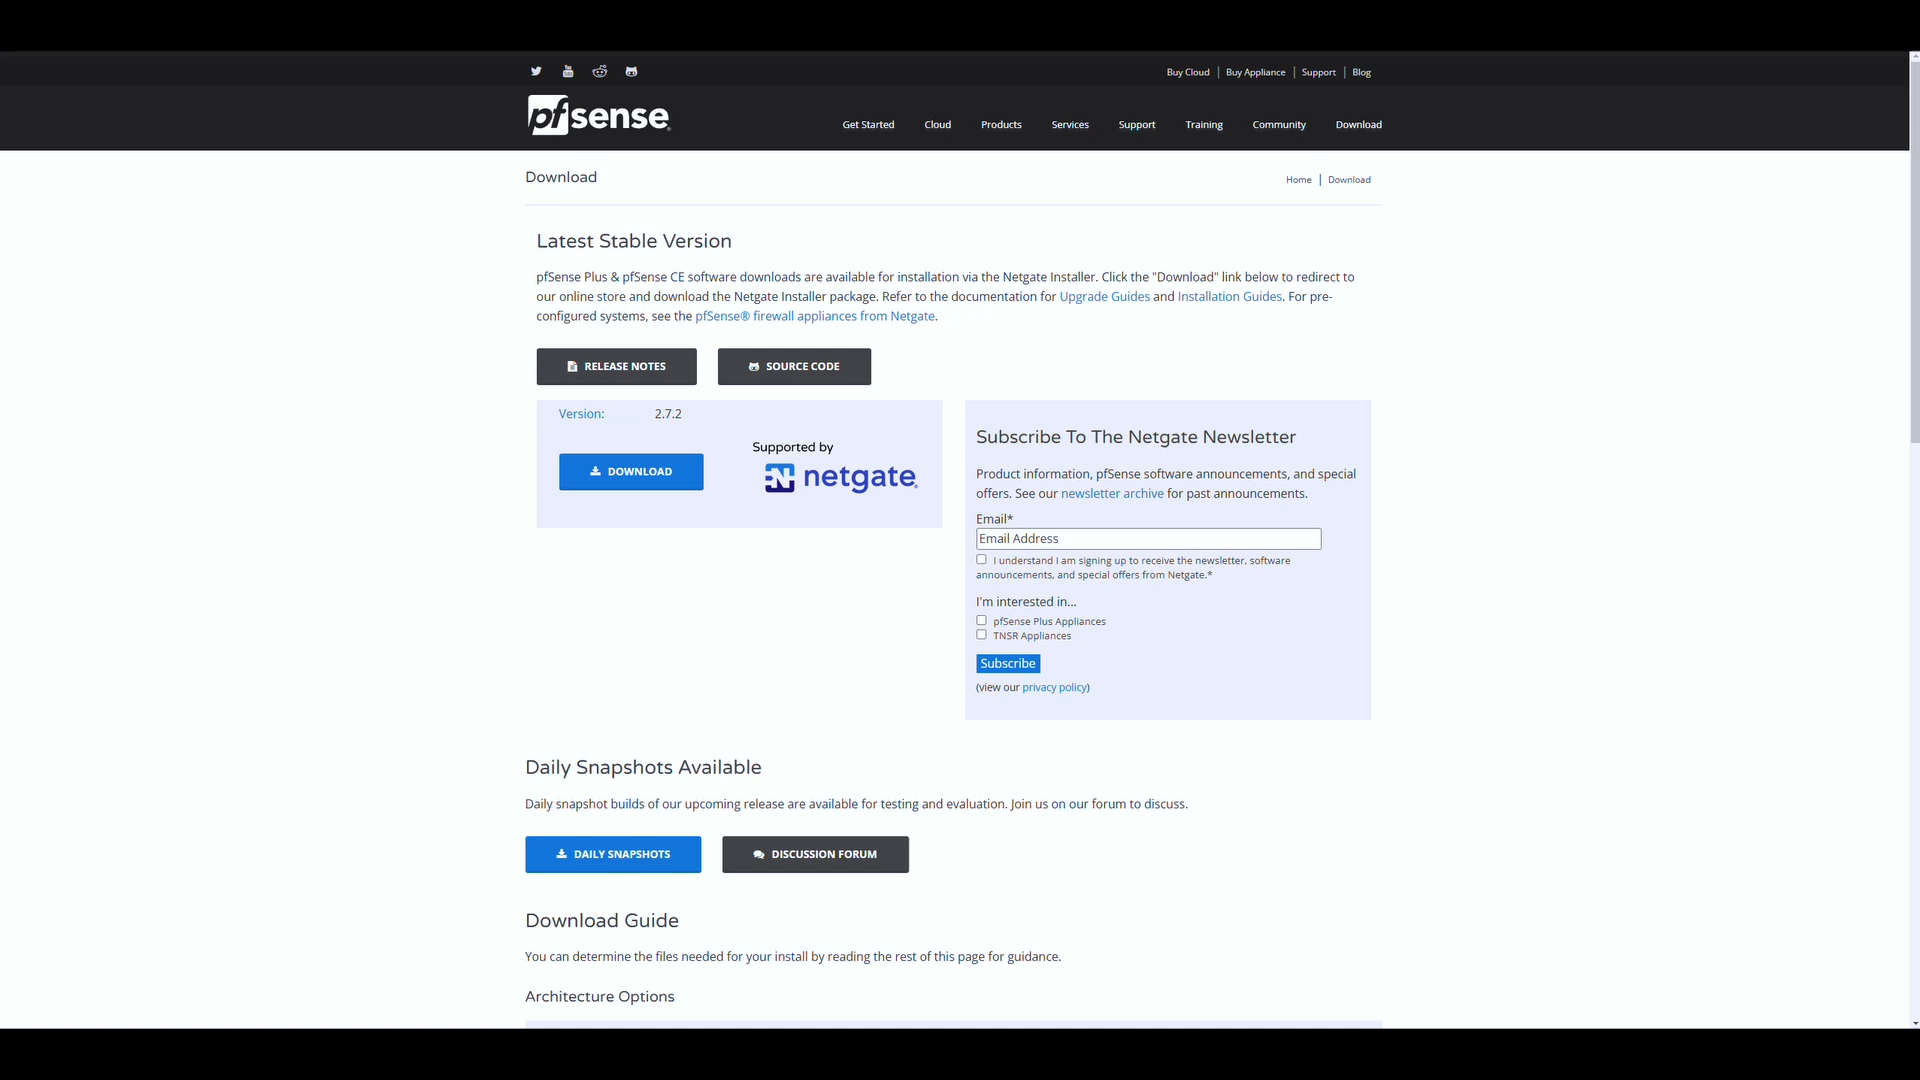 Buy Cloud | Buy Appliance | Support | Blog
pfsense
Get Started Cloud Products Services Support Training Community Download
Download
Home | Download
Latest Stable Version
pfSense Plus & pfSense CE software downloads are available for installation via the Netgate Installer. Click the "Download" link below to redirect to
our online store and download the Netgate Installer package. Refer to the documentation for Upgrade Guides and Installation Guides. For pre-
configured systems, see the pfSense® firewall appliances from Netgate.
RELEASE NOTES SOURCE CODE
Version: 2.7.2
DOWNLOAD
Supported by
netgate
Subscribe To The Netgate Newsletter
Product information, pfSense software announcements, and special
offers. See our newsletter archive for past announcements.
Email*
Email Address
I understand I am signing up to receive the newsletter, software
announcements, and special offers from Netgate.*
I'm interested in...
pfSense Plus Appliances
TNSR Appliances
Subscribe
(view our privacy policy)
Daily Snapshots Available
Daily snapshot builds of our upcoming release are available for testing and evaluation. Join us on our forum to discuss.
DAILY SNAPSHOTS DISCUSSION FORUM
Download Guide
You can determine the files needed for your install by reading the rest of this page for guidance.
Architecture Options